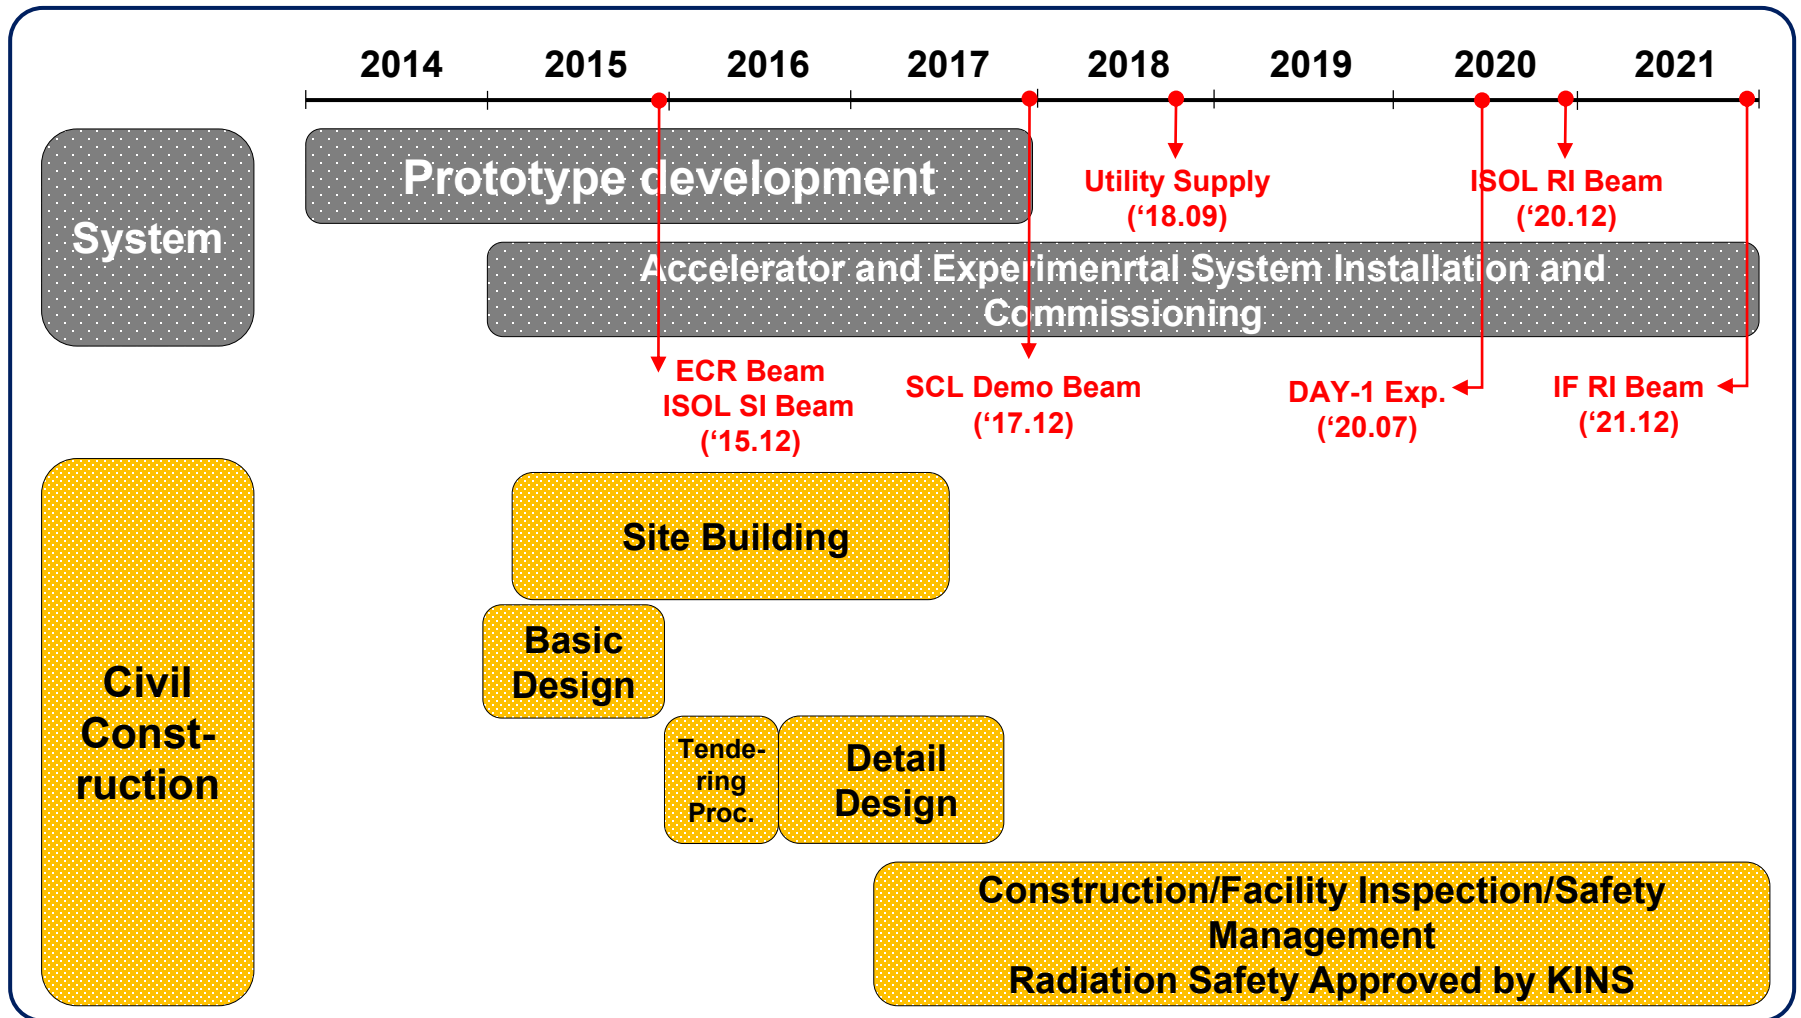 2014 2015 2016 2017 2018 2019 2020 2021
System
Prototype development
Utility Supply
(‘18.09)
ISOL RI Beam
(‘20.12)
Accelerator and Experimenrtal System Installation and
Commissioning
ECR Beam
ISOL SI Beam
(‘15.12)
SCL Demo Beam
(‘17.12)
DAY-1 Exp.
(‘20.07)
IF RI Beam
(‘21.12)
Civil
Const-
ruction
Site Building
Basic
Design
Tende-
ring
Proc.
Detail
Design
Construction/Facility Inspection/Safety
Management
Radiation Safety Approved by KINS